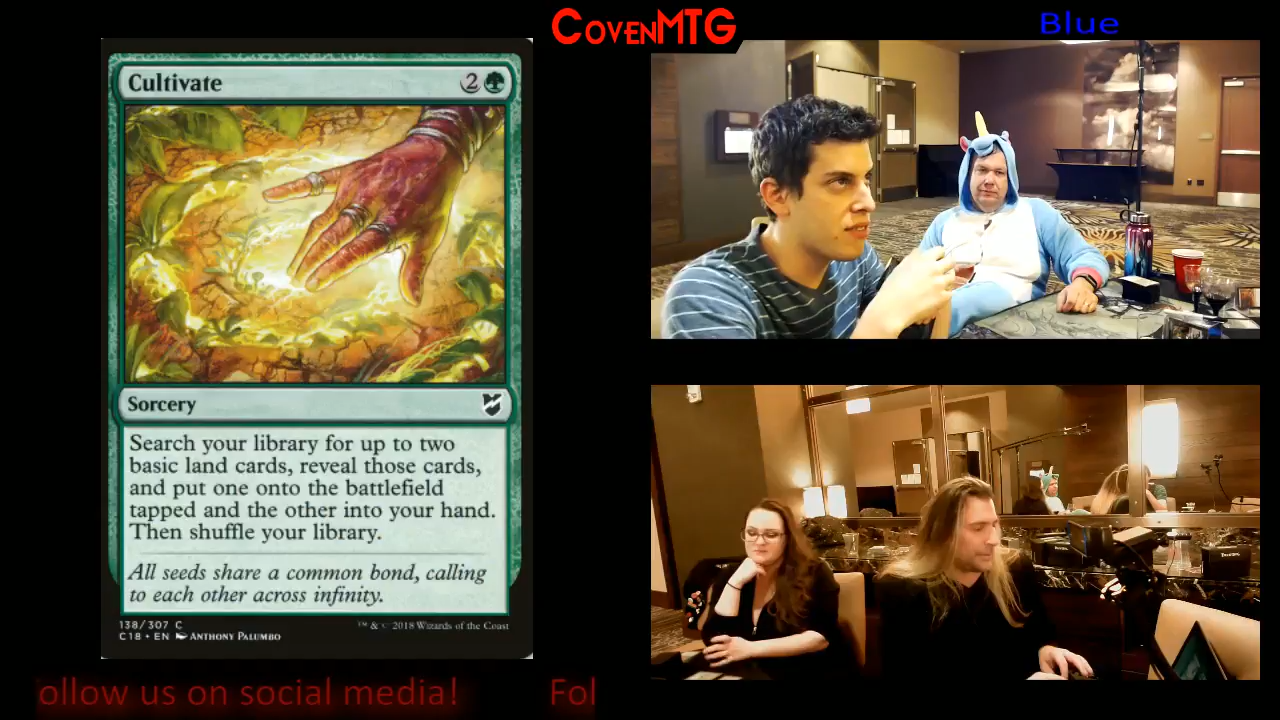 COVENMTG
Blue
Cultivate 2
Sorcery
Search your library for up to two
basic land cards, reveal those cards,
and put one onto the battlefield
tapped and the other into your hand.
Then shuffle your library.
All seeds share a common bond, calling
to each other across infinity.
138/307 C
C18 • EN ANTHONY PALUMBO
™ & © 2018 Wizards of the Coast
ollow us on social media! Fol